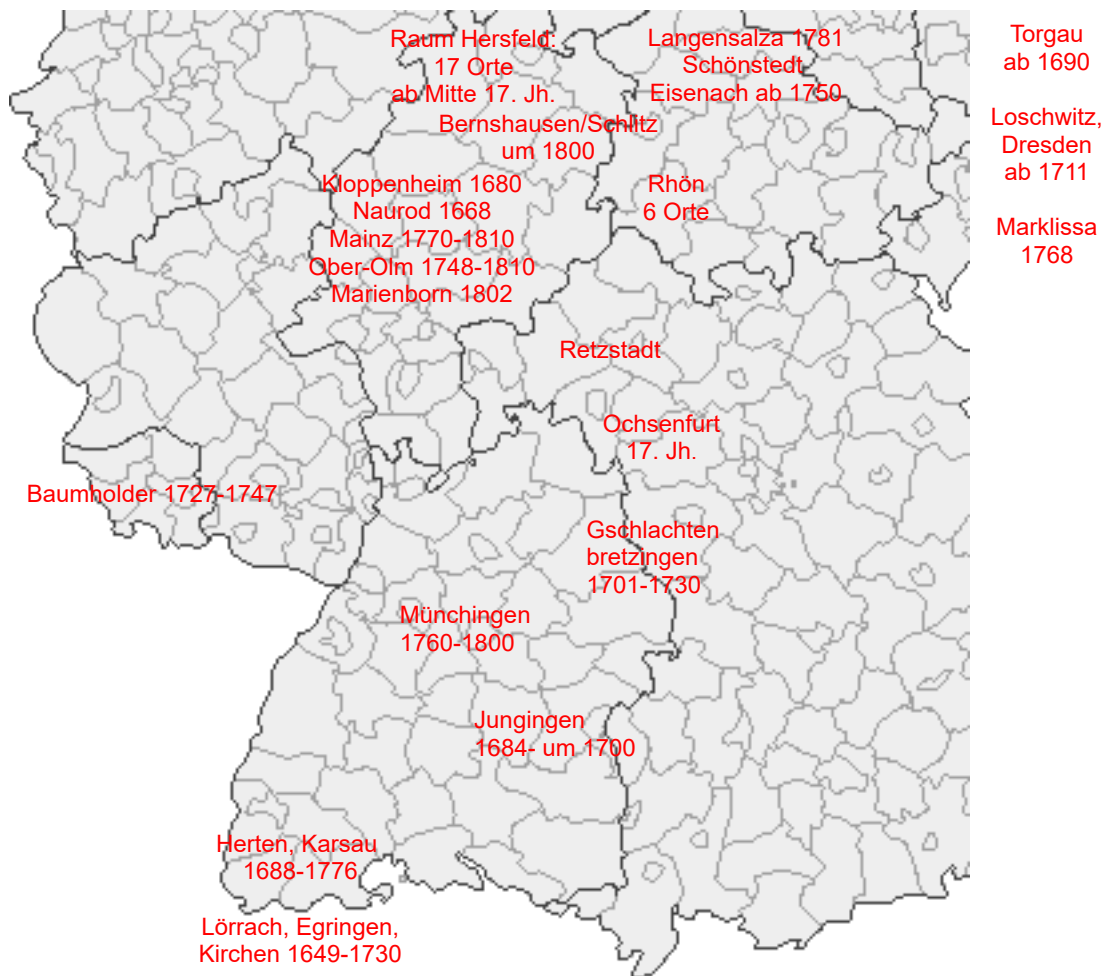 Raum Hersfeld:
17 Orte
ab Mitte 17. Jh.
Langensalza 1781
Schönstedt
Eisenach ab 1750
Torgau
ab 1690
Loschwitz,
Dresden
ab 1711
Marklissa
1768
Bernshausen/Schlitz
um 1800
Kloppenheim 1680
Naurod 1668
Mainz 1770-1810
Ober-Olm 1748-1810
Marienborn 1802
Rhön
6 Orte
Retzstadt
Ochsenfurt
17. Jh.
Baumholder 1727-1747
Gschlachten
bretzingen
1701-1730
Münchingen
1760-1800
Jungingen
1684- um 1700
Herten, Karsau
1688-1776
Lörrach, Egringen,
Kirchen 1649-1730